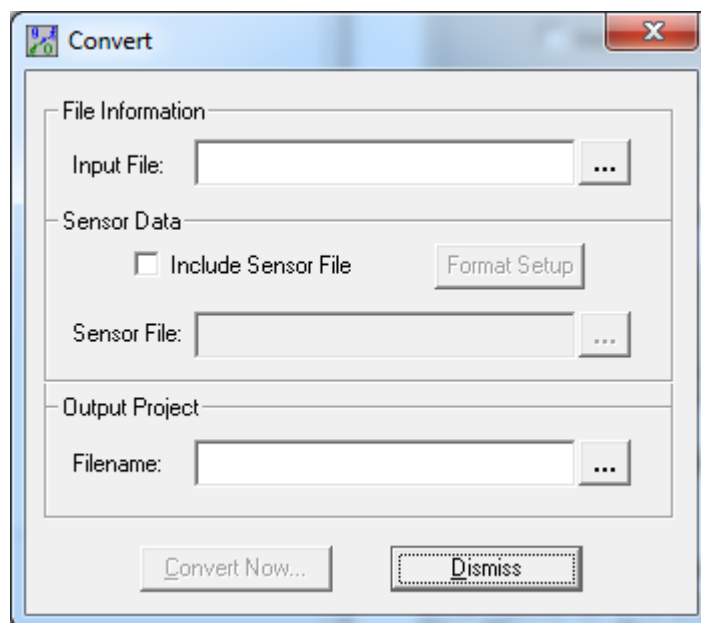 Convert
File Information
Input File:
...
Sensor Data
Include Sensor File
Format Setup
Sensor File:
...
Output Project
Filename:
...
Convert Now...
Dismiss